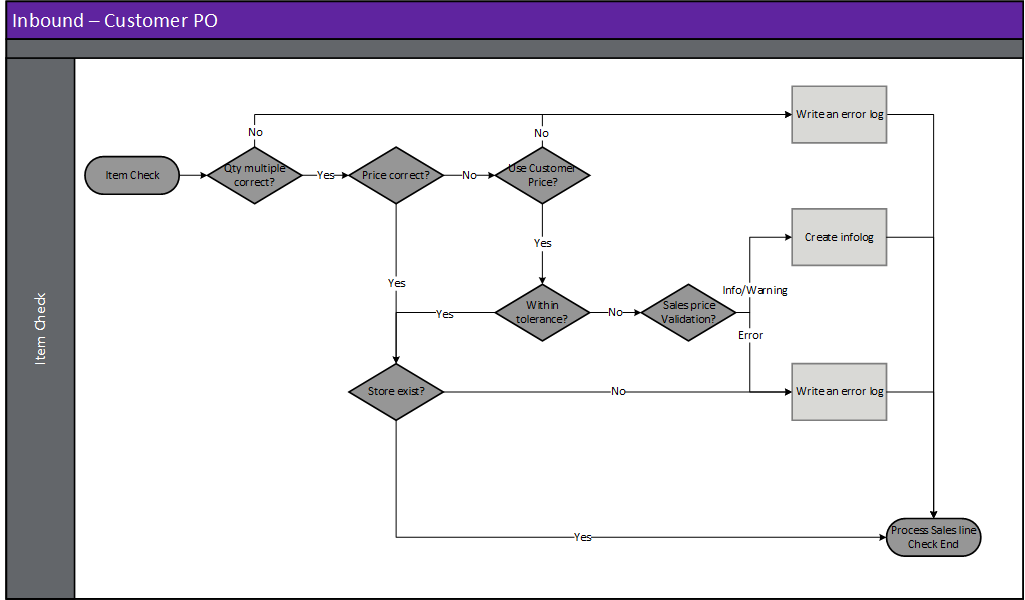 Inbound – Customer PO
Item Check
Write an error log
No
No
Item Check
Qty multiple
correct?
Yes
Price correct?
No
Use Customer
Price?
Yes
Create infolog
Yes
Info/Warning
Within
tolerance?
Yes
No
Sales price
Validation?
Error
Store exist?
No
Write an error log
Yes
Process Sales line
Check End